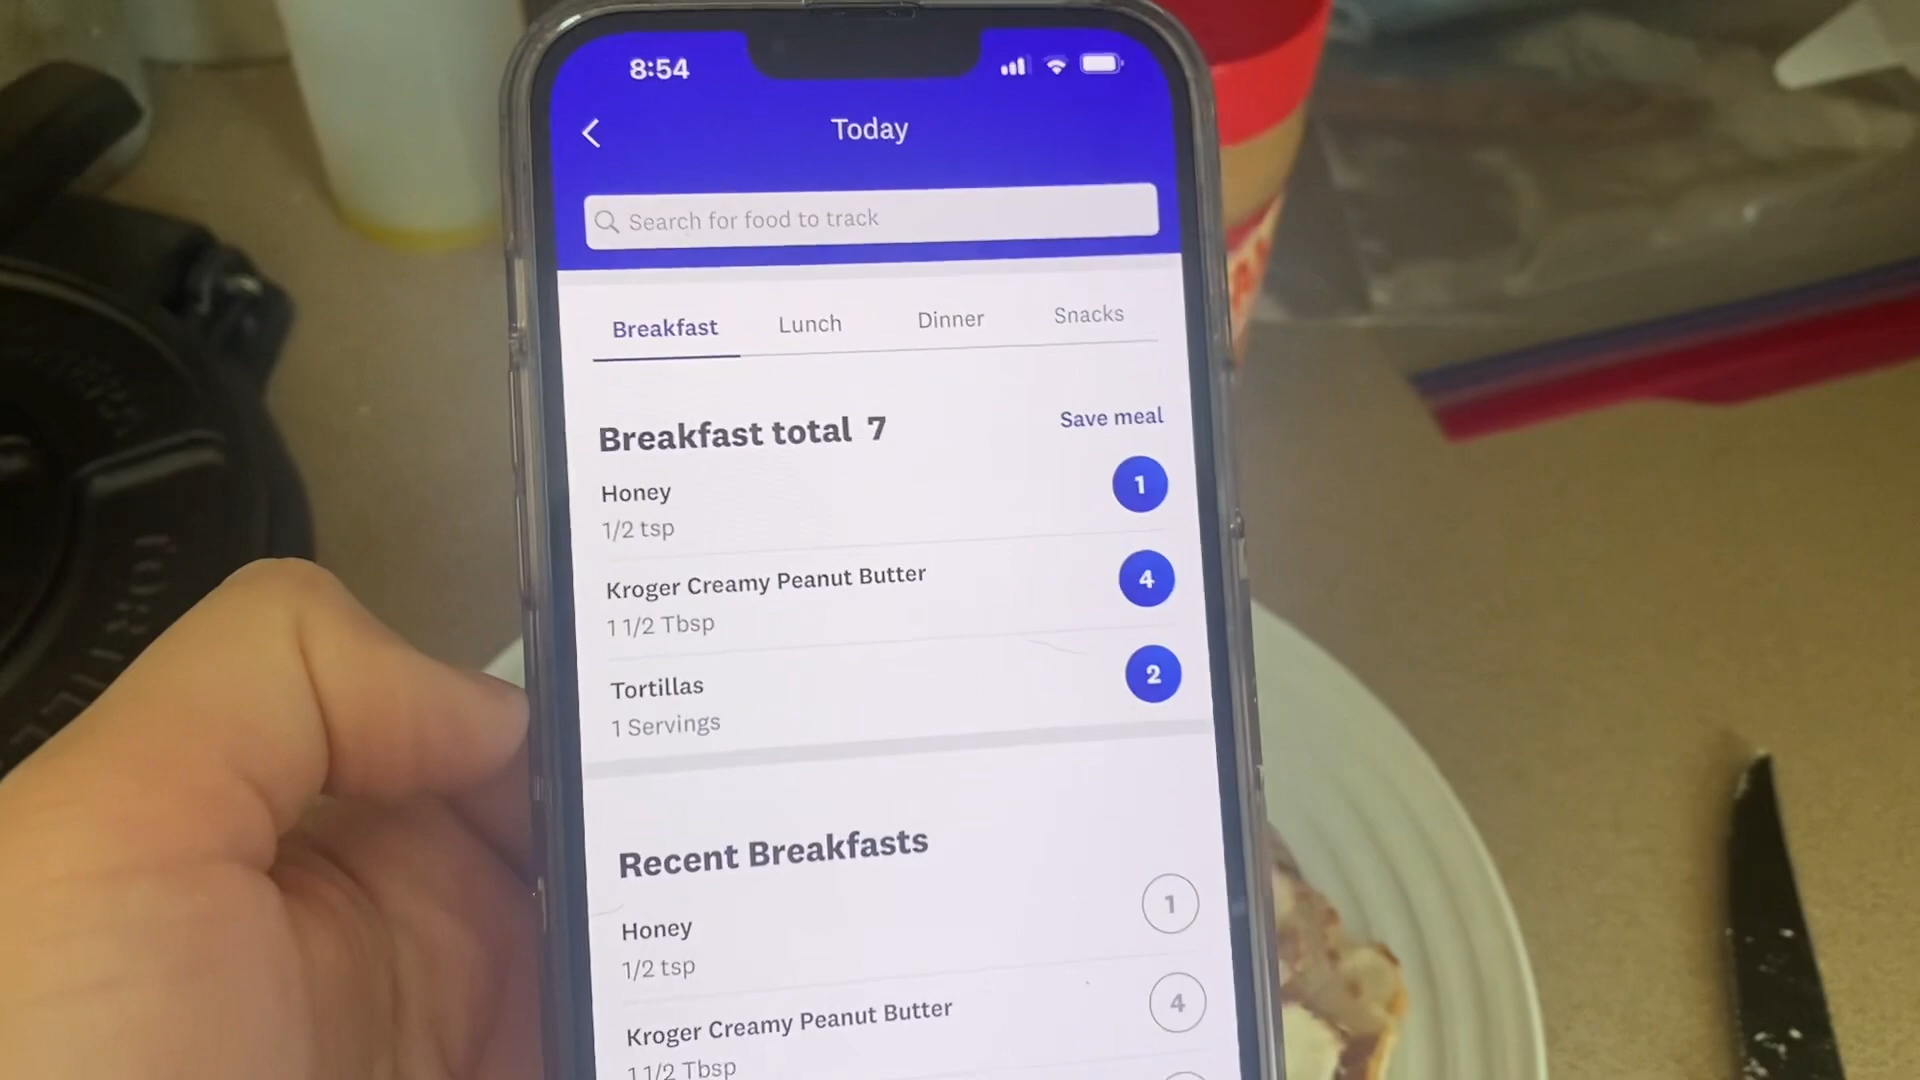 8:54
Today
Search for food to track
Breakfast Lunch Dinner Snacks
Breakfast total 7 Save meal
Honey 1
1/2 tsp
Kroger Creamy Peanut Butter 4
1 1/2 Tbsp
Tortillas 2
1 Servings
Recent Breakfasts
Honey 1
1/2 tsp
Kroger Creamy Peanut Butter 4
1 1/2 Tbsp